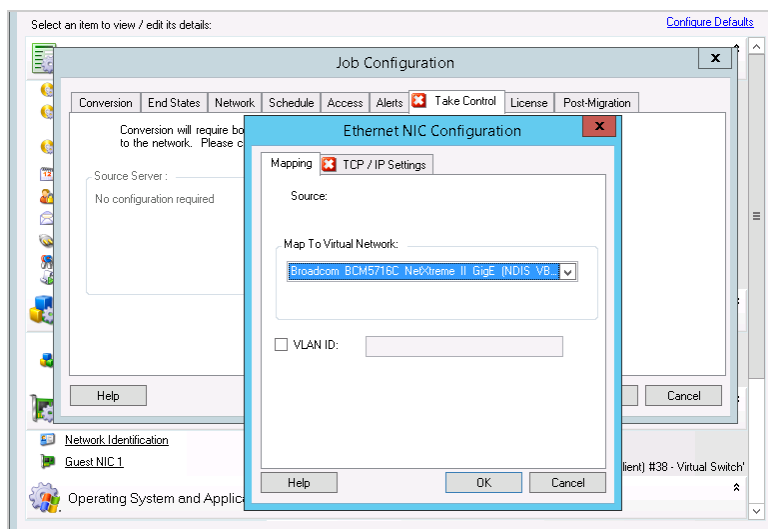 Select an item to view / edit its details:
Configure Defaults
Job Configuration
x
Conversion End States Network Schedule Access Alerts Take Control License Post-Migration
Conversion will require bo
to the network. Please c
Source Server :
No configuration required
Ethernet NIC Configuration
x
Mapping TCP / IP Settings
Source:
Map To Virtual Network:
Broadcom BCM5716C NetXtreme II GigE (NDIS VB...
VLAN ID:
Help OK Cancel
Help Cancel
Network Identification
Guest NIC 1
lient) #38 - Virtual Switch'
Operating System and Applica